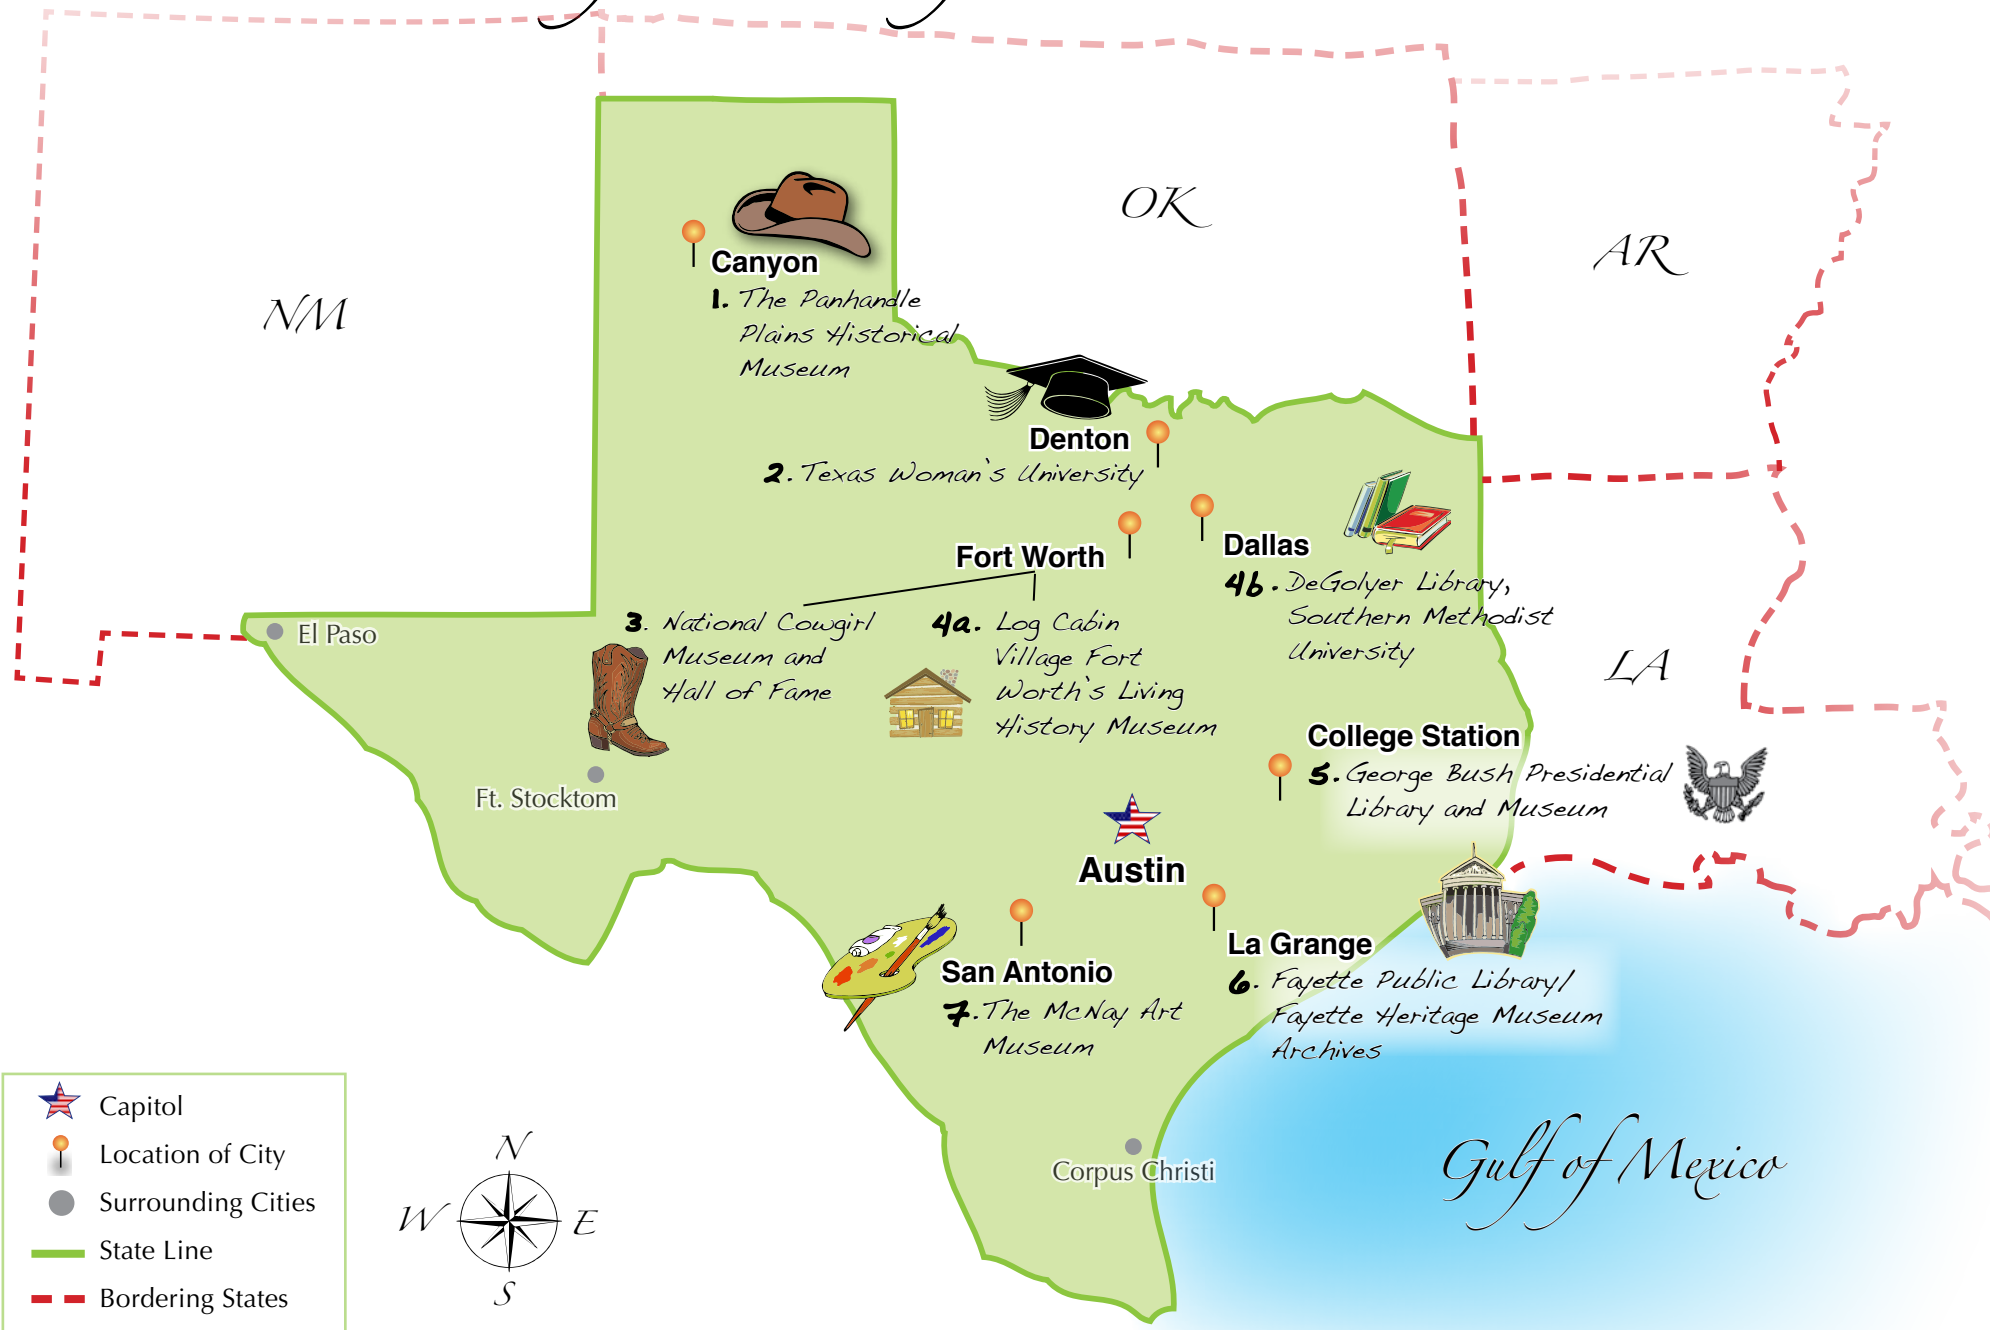 NM
OK
AR
LA
Canyon
1. The Panhandle
Plains Historical
Museum
Denton
2. Texas Woman's University
Fort Worth
3. National Cowgirl
Museum and
Hall of Fame
4a. Log Cabin
Village Fort
Worth's Living
History Museum
Dallas
4b. DeGolyer Library,
Southern Methodist
University
El Paso
Ft. Stocktom
College Station
5. George Bush Presidential
Library and Museum
Austin
La Grange
6. Fayette Public Library/
Fayette Heritage Museum
Archives
San Antonio
7. The McNay Art
Museum
Corpus Christi
Gulf of Mexico
Capitol
Location of City
Surrounding Cities
State Line
Bordering States
N
W
E
S